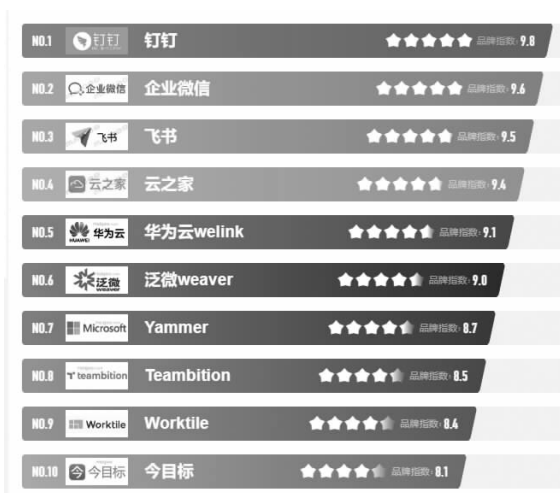 NO.1 钉钉 钉钉 品牌指数: 9.8
NO.2 企业微信 企业微信 品牌指数: 9.6
NO.3 飞书 飞书 品牌指数: 9.5
NO.4 云之家 云之家 品牌指数: 9.4
NO.5 HUAWEI 华为云 华为云welink 品牌指数: 9.1
NO.6 泛微 weaver 泛微weaver 品牌指数: 9.0
NO.7 Microsoft Yammer 品牌指数: 8.7
NO.8 teambition Teambition 品牌指数: 8.5
NO.9 Worktile Worktile 品牌指数: 8.4
NO.10 今 今目标 今目标 品牌指数: 8.1